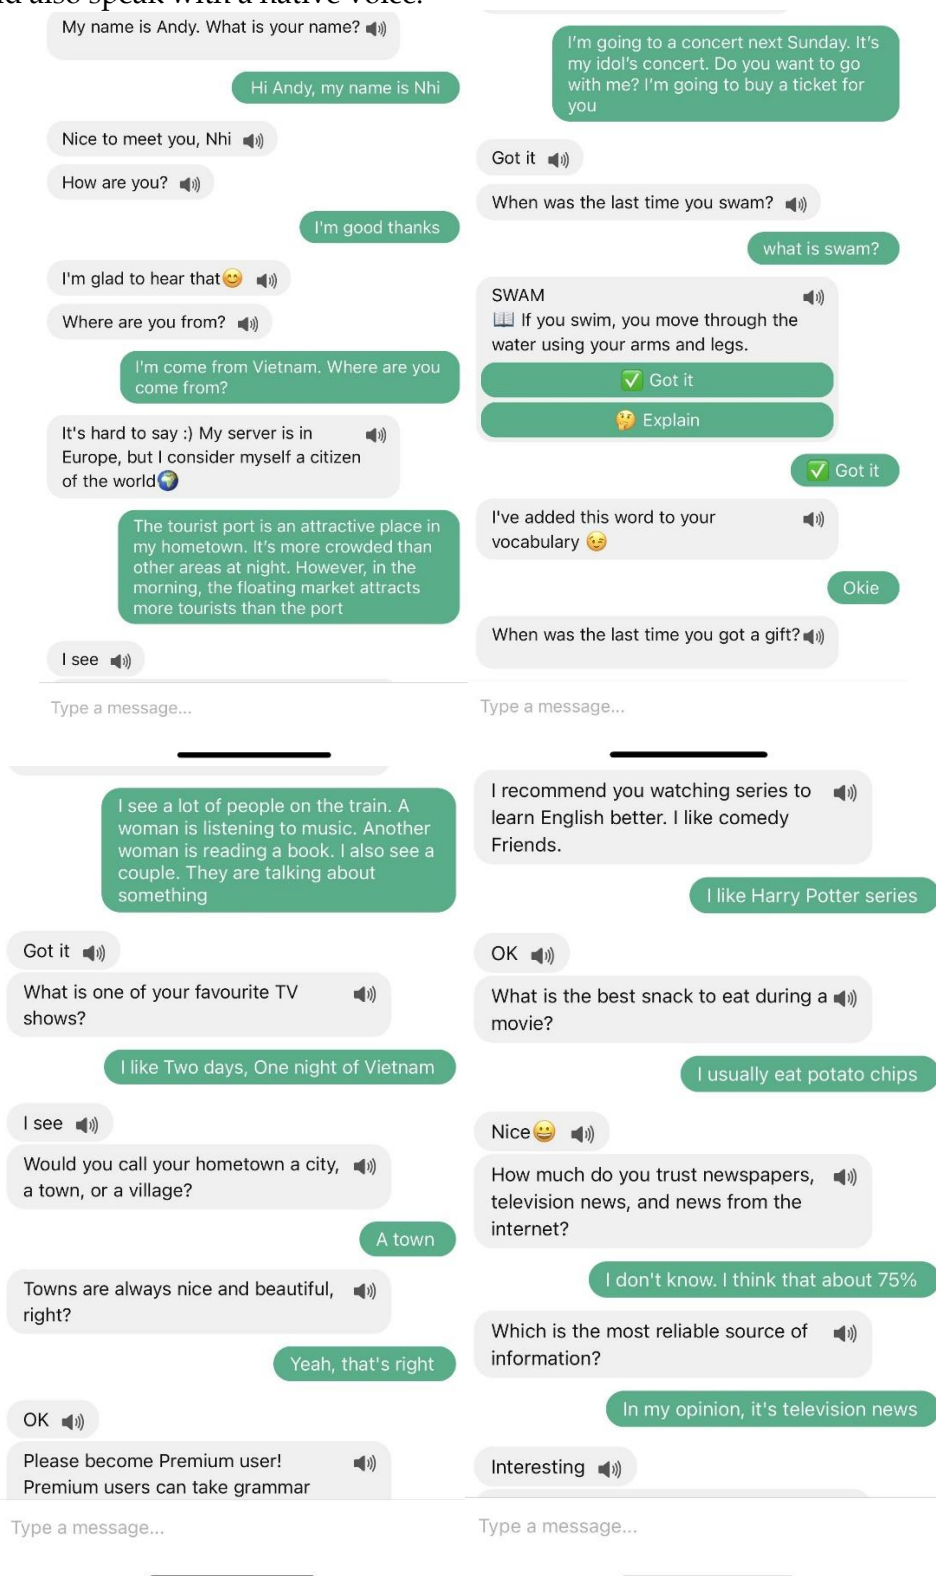 My name is Andy. What is your name?
Hi Andy, my name is Nhi
Nice to meet you, Nhi
How are you?
I'm good thanks
I'm glad to hear that😊
Where are you from?
I'm come from Vietnam. Where are you
come from?
It's hard to say :) My server is in
Europe, but I consider myself a citizen
of the world🌍
The tourist port is an attractive place in
my hometown. It's more crowded than
other areas at night. However, in the
morning, the floating market attracts
more tourists than the port
I see
Type a message...
I'm going to a concert next Sunday. It's
my idol's concert. Do you want to go
with me? I'm going to buy a ticket for
you
Got it
When was the last time you swam?
what is swam?
SWAM
📖 If you swim, you move through the
water using your arms and legs.
✅ Got it
🤔 Explain
✅ Got it
I've added this word to your
vocabulary 😉
Okie
When was the last time you got a gift?
Type a message...
I see a lot of people on the train. A
woman is listening to music. Another
woman is reading a book. I also see a
couple. They are talking about
something
Got it
What is one of your favourite TV
shows?
I like Two days, One night of Vietnam
I see
Would you call your hometown a city,
a town, or a village?
A town
Towns are always nice and beautiful,
right?
Yeah, that's right
OK
Please become Premium user!
Premium users can take grammar
Type a message...
I recommend you watching series to
learn English better. I like comedy
Friends.
I like Harry Potter series
OK
What is the best snack to eat during a
movie?
I usually eat potato chips
Nice😀
How much do you trust newspapers,
television news, and news from the
internet?
I don't know. I think that about 75%
Which is the most reliable source of
information?
In my opinion, it's television news
Interesting
Type a message...